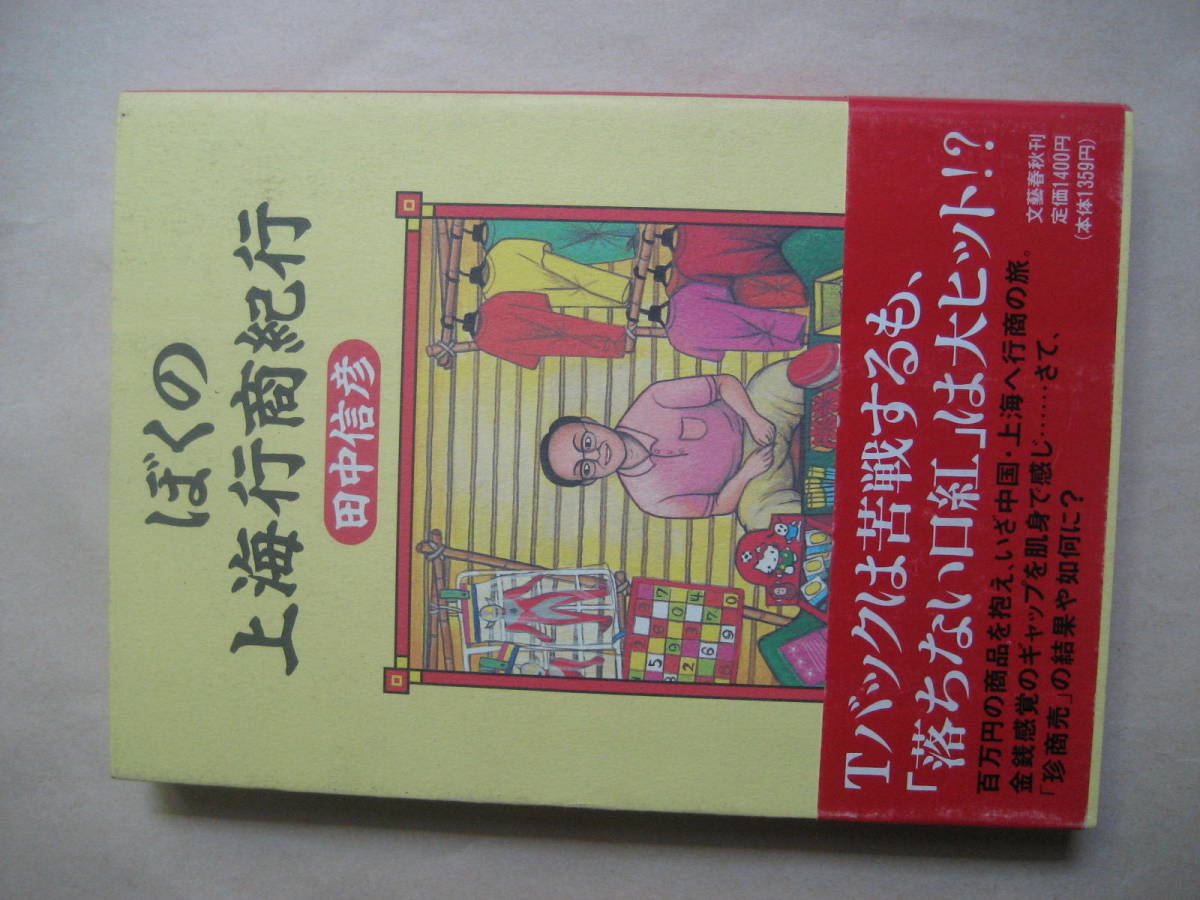 ぼくの
上海行商紀行
田中信彦
Tバックは苦戦するも、
「落ちない口紅」は大ヒット!?
百万円の商品を抱え、いざ中国・上海へ行商の旅。
金銭感覚のギャップを肌身で感じ……さて、
「珍商売」の結果や如何に?
文藝春秋刊
定価1400円
(本体1359円)